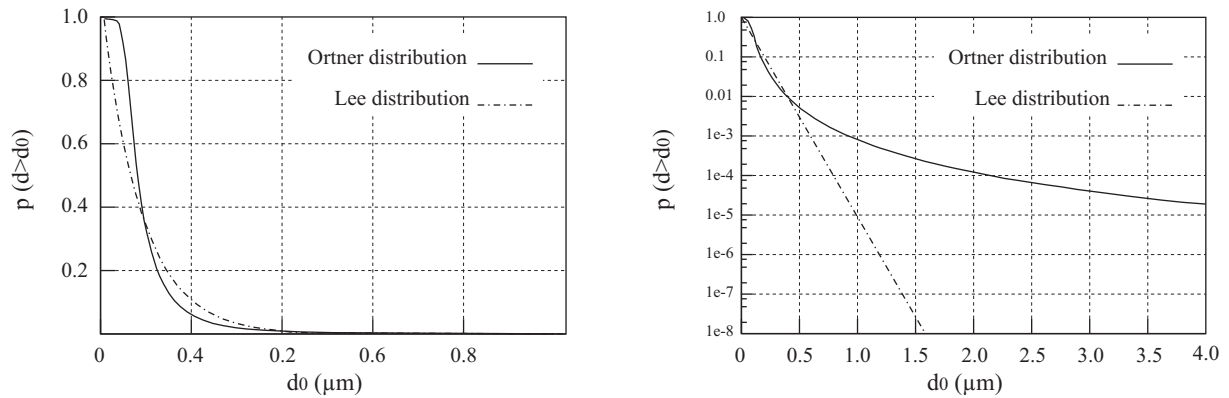 1.0
0.8
0.6
0.4
0.2
0 0.4 0.2 0.6 0.8
p (d>d0)
d0 (µm)
Ortner distribution
Lee distribution
1.0
0.1
0.01
1e-3
1e-4
1e-5
1e-6
1e-7
1e-8
0 0.5 1.0 1.5 2.0 2.5 3.0 3.5 4.0
p (d>d0)
d0 (µm)
Ortner distribution
Lee distribution